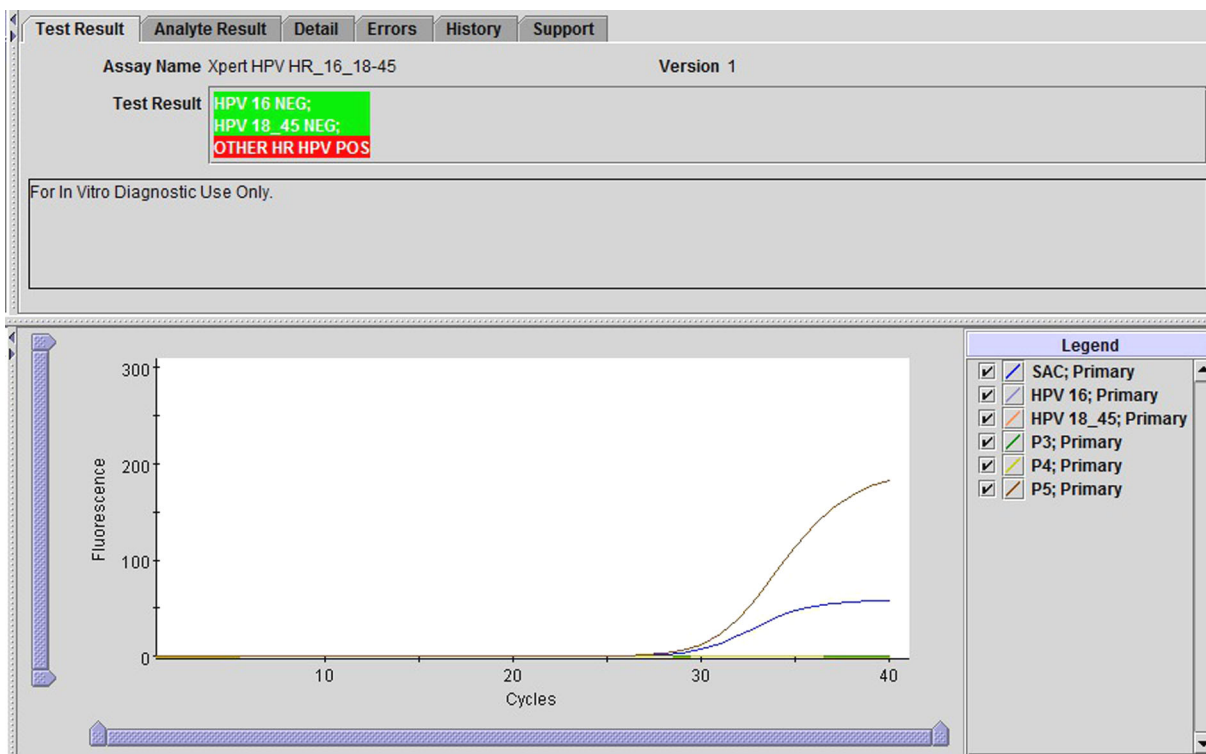 Test Result Analyte Result Detail Errors History Support
Assay Name Xpert HPV HR_16_18-45 Version 1
Test Result HPV 16 NEG;
HPV 18_45 NEG;
OTHER HR HPV POS
For In Vitro Diagnostic Use Only.
Legend
SAC; Primary
HPV 16; Primary
HPV 18_45; Primary
P3; Primary
P4; Primary
P5; Primary
300
200
100
0
Fluorescence
10 20 30 40
Cycles